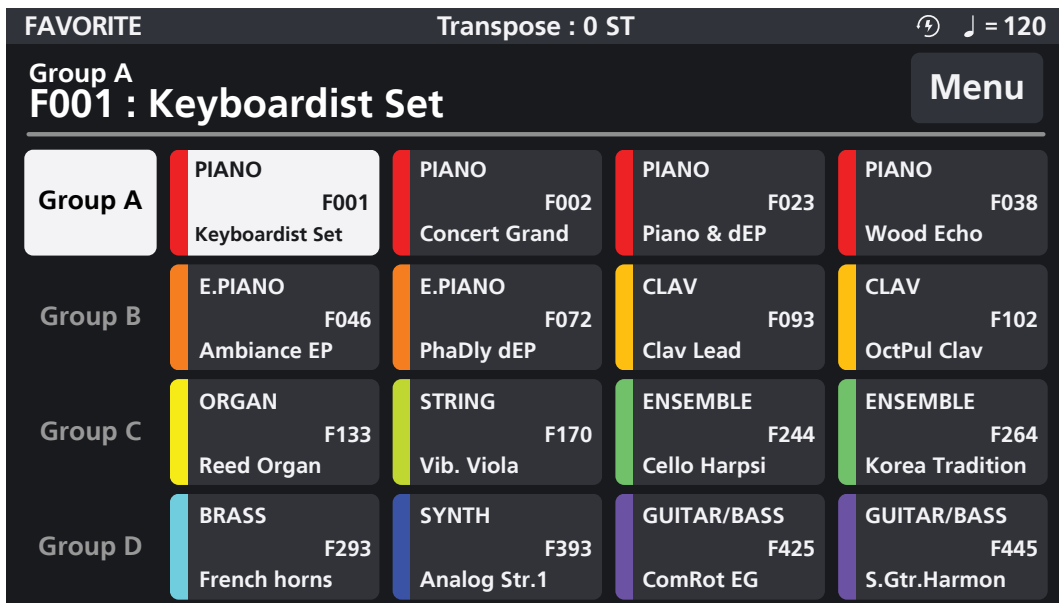 FAVORITE Transpose : 0 ST ♩ = 120
Group A
F001 : Keyboardist Set
Menu
Group A
PIANO
F001
Keyboardist Set
PIANO
F002
Concert Grand
PIANO
F023
Piano & dEP
PIANO
F038
Wood Echo
Group B
E.PIANO
F046
Ambiance EP
E.PIANO
F072
PhaDly dEP
CLAV
F093
Clav Lead
CLAV
F102
OctPul Clav
Group C
ORGAN
F133
Reed Organ
STRING
F170
Vib. Viola
ENSEMBLE
F244
Cello Harpsi
ENSEMBLE
F264
Korea Tradition
Group D
BRASS
F293
French horns
SYNTH
F393
Analog Str.1
GUITAR/BASS
F425
ComRot EG
GUITAR/BASS
F445
S.Gtr.Harmon